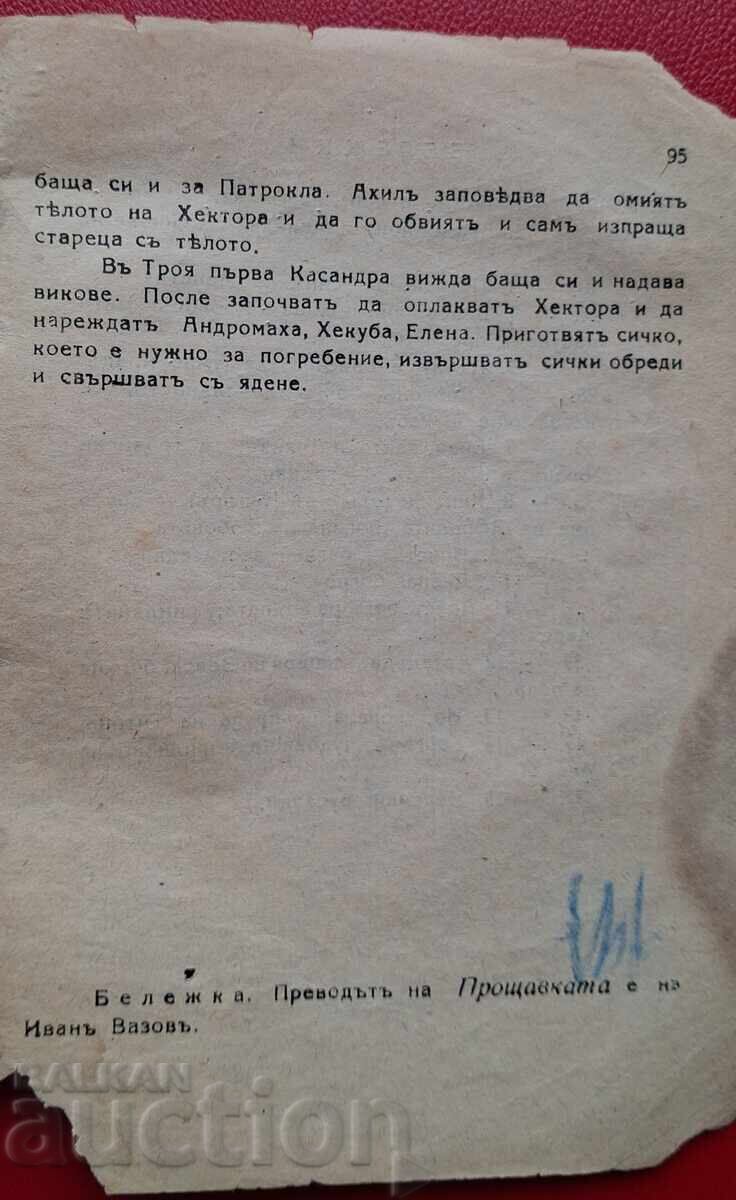 95
баща си и за Патрокла. Ахилъ заповѣдва да омиятъ
тѣлото на Хектора и да го обвиятъ и самъ изпраща
стареца съ тѣлото.
Въ Троя първа Касандра вижда баща си и надава
викове. После започватъ да оплакватъ Хектора и да
нареждатъ Андромаха, Хекуба, Елена. Приготвятъ сичко,
което е нужно за погребение, извършватъ сички обреди
и свършватъ съ ядене.
Бележка. Преводътъ на Прощавката е на
Иванъ Вазовъ.
BALKAN
auction